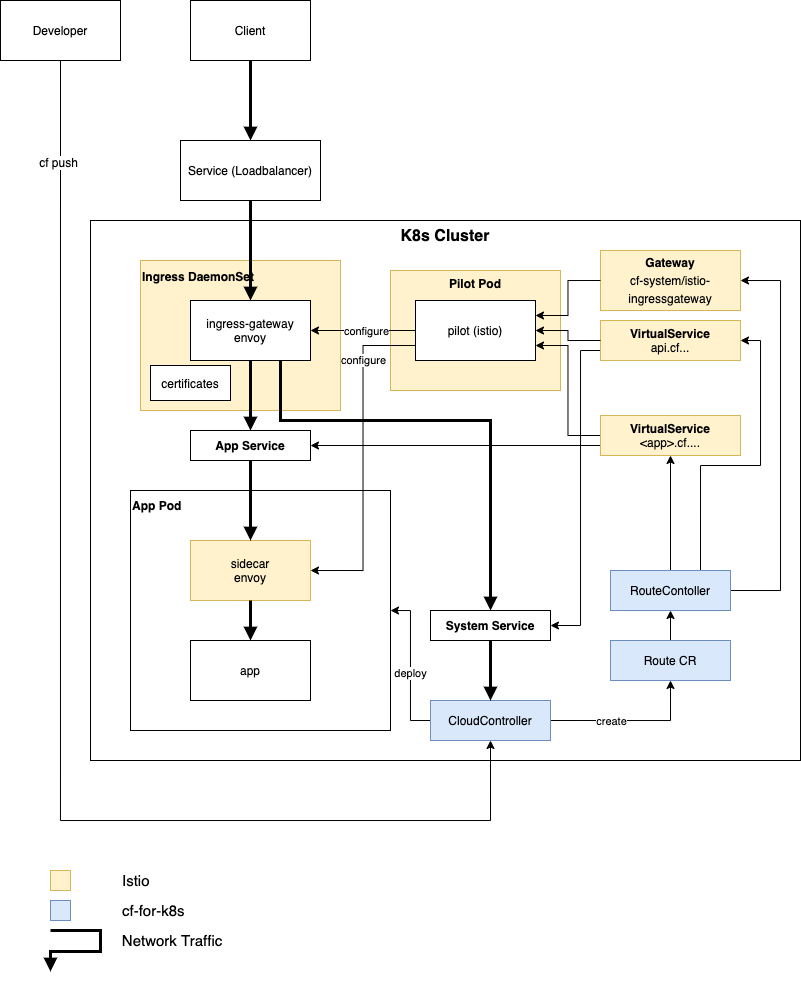 Developer
Client
cf push
Service (Loadbalancer)
K8s Cluster
Ingress DaemonSet
ingress-gateway
envoy
certificates
configure
configure
Pilot Pod
pilot (istio)
Gateway
cf-system/istio-
ingressgateway
VirtualService
api.cf...
VirtualService
<app>.cf....
App Service
App Pod
sidecar
envoy
app
System Service
deploy
CloudController
create
RouteContoller
Route CR
Istio
cf-for-k8s
Network Traffic